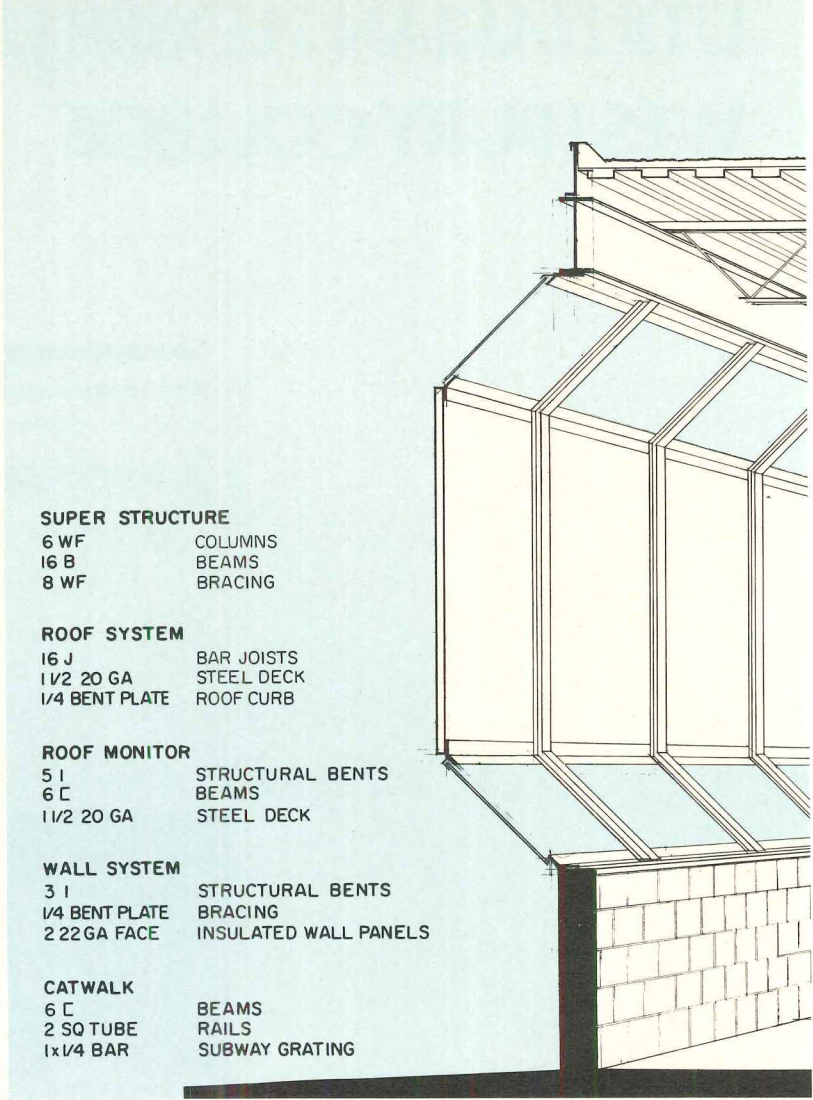 SUPER STRUCTURE
6 WF COLUMNS
16 B BEAMS
8 WF BRACING
ROOF SYSTEM
16 J BAR JOISTS
1 1/2 20 GA STEEL DECK
1/4 BENT PLATE ROOF CURB
ROOF MONITOR
5 I STRUCTURAL BENTS
6 [ BEAMS
1 1/2 20 GA STEEL DECK
WALL SYSTEM
3 I STRUCTURAL BENTS
1/4 BENT PLATE BRACING
2 22 GA FACE INSULATED WALL PANELS
CATWALK
6 [ BEAMS
2 SQ TUBE RAILS
1 x 1/4 BAR SUBWAY GRATING